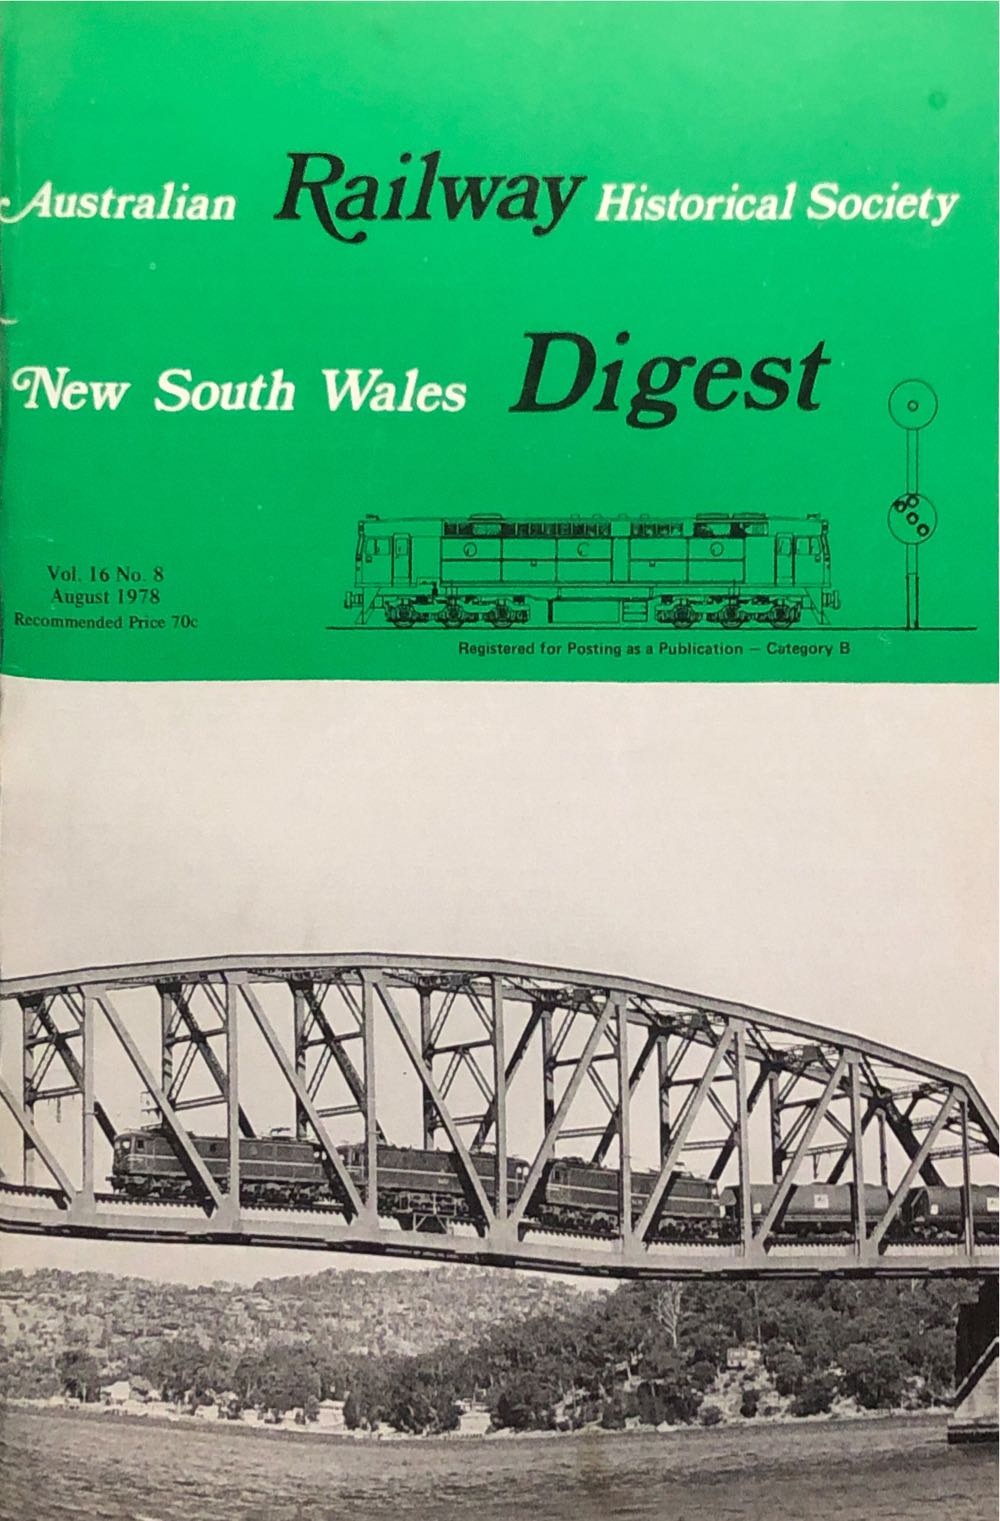 Australian Railway Historical Society
New South Wales Digest
Vol. 16 No. 8
August 1978
Recommended Price 70c
Registered for Posting as a Publication — Category B